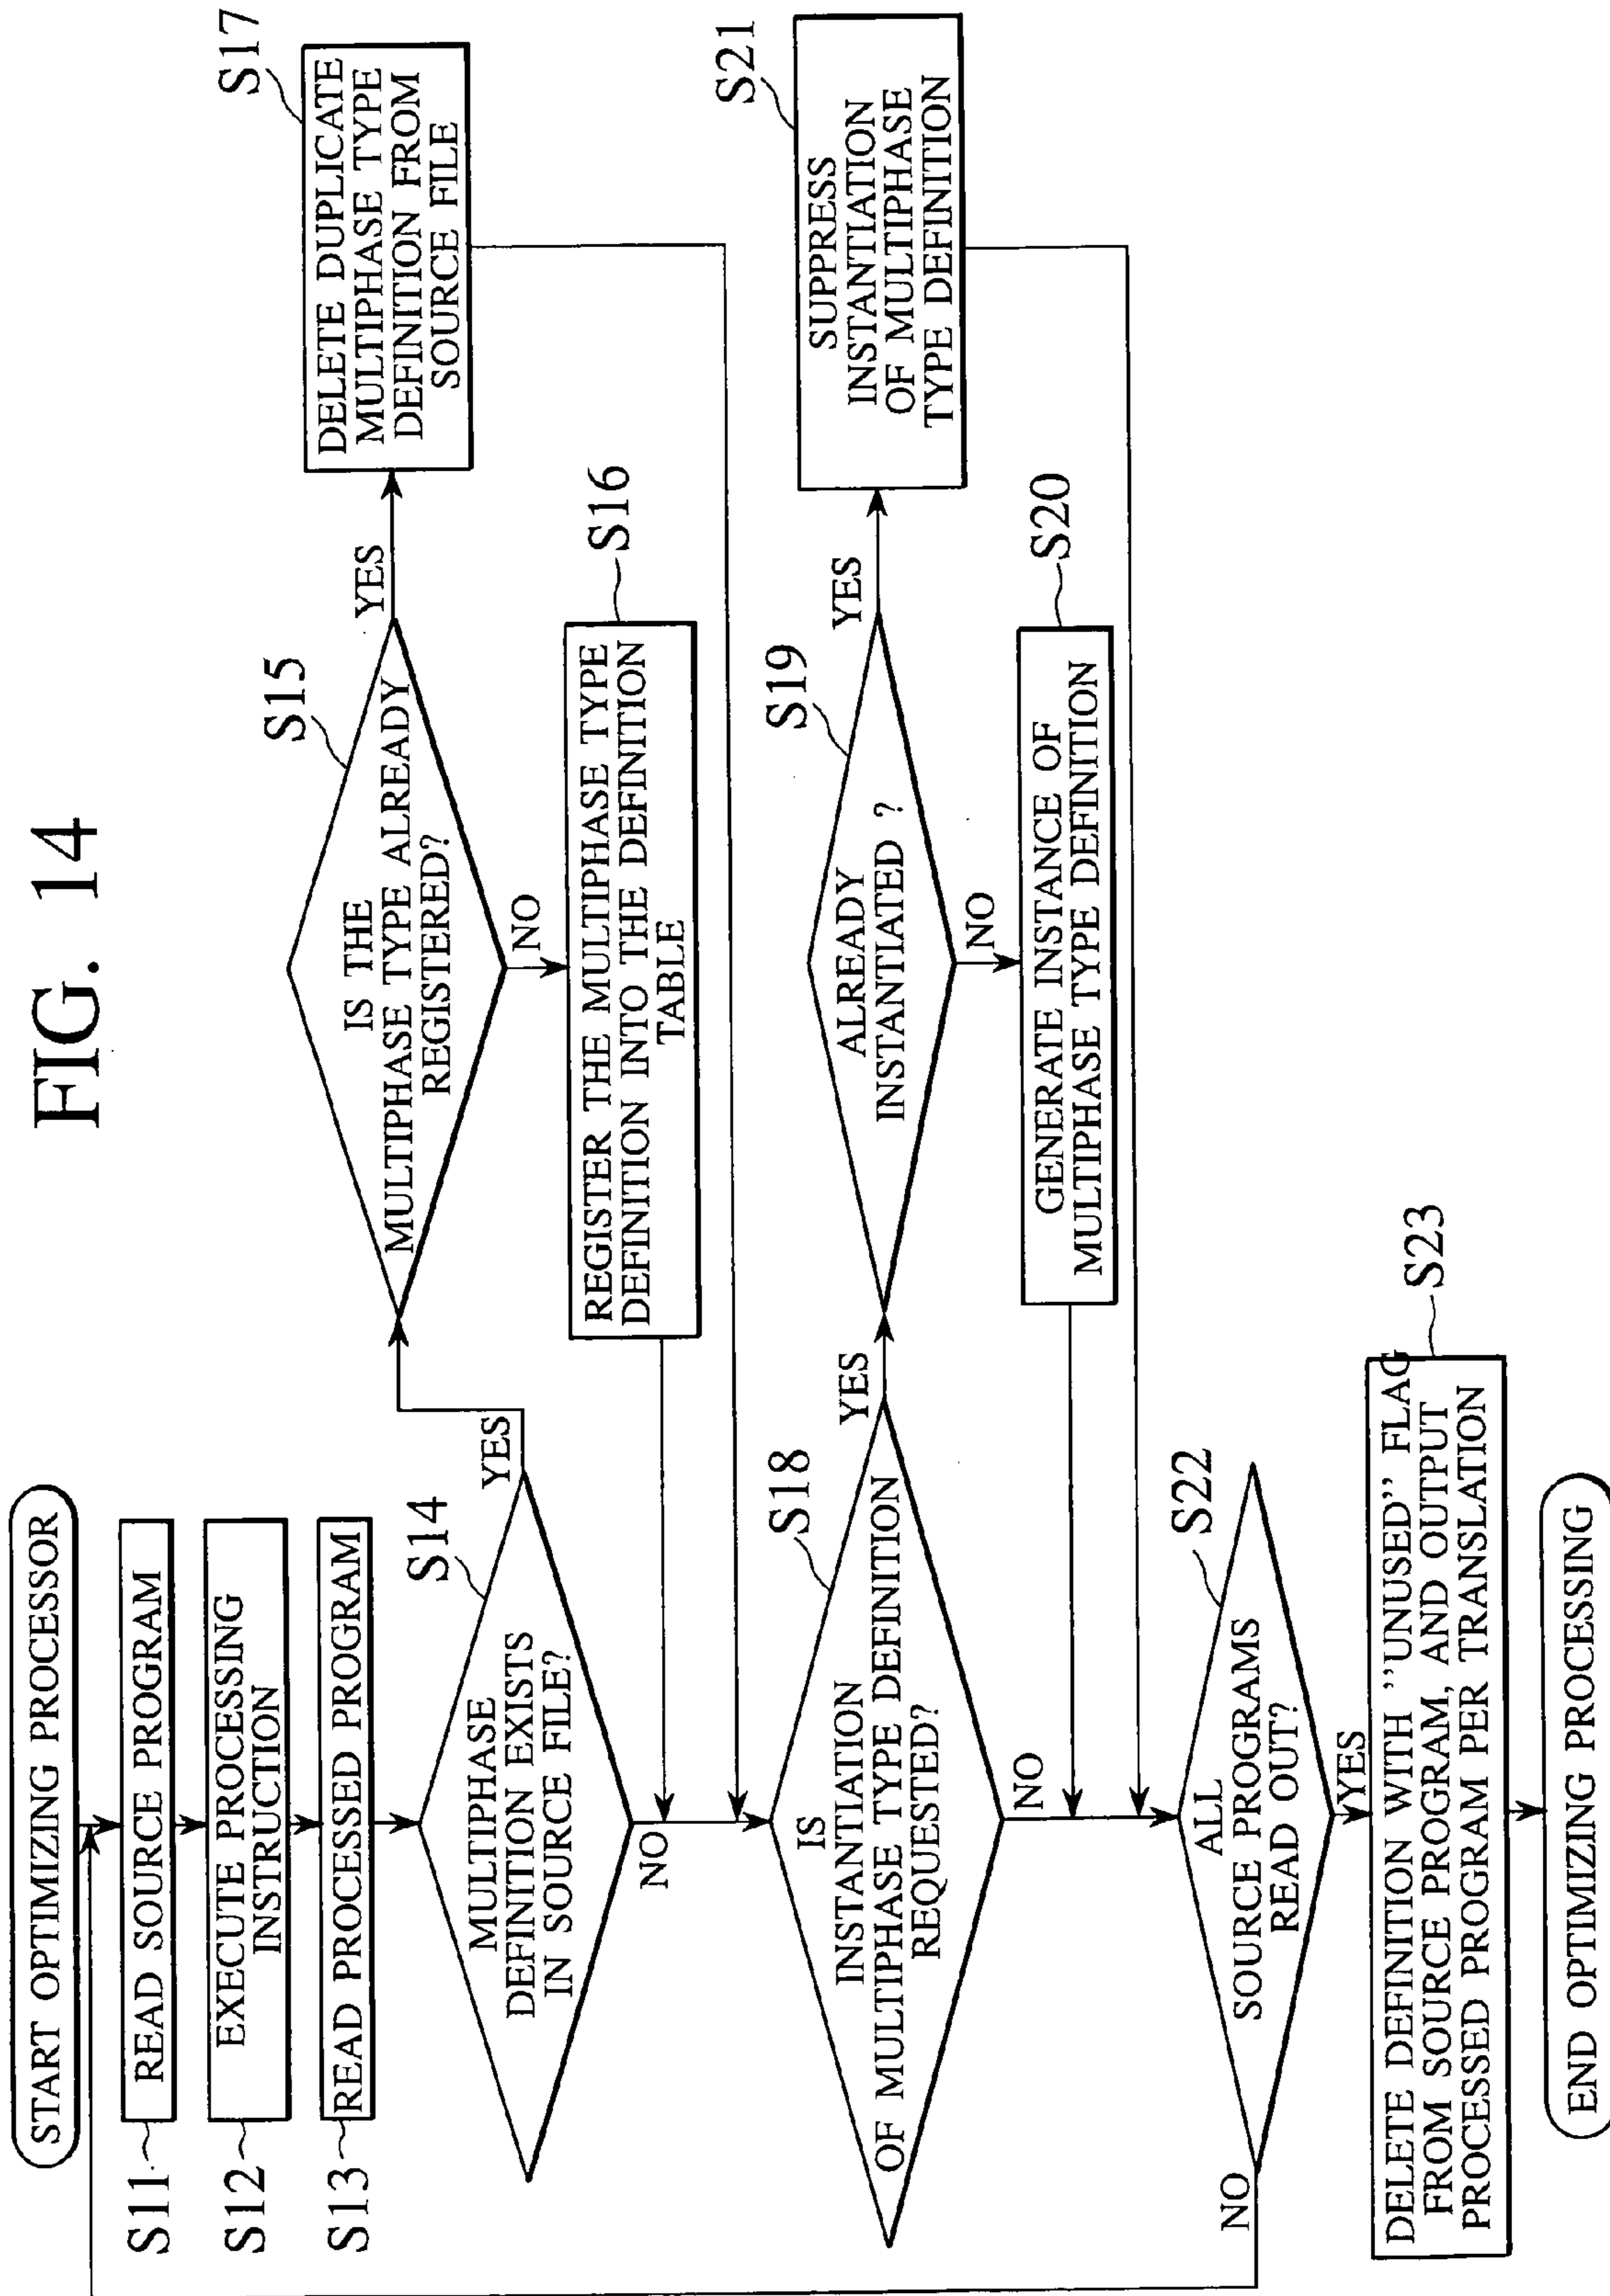 FIG. 14
START OPTIMIZING PROCESSOR
S11
READ SOURCE PROGRAM
S12
EXECUTE PROCESSING
INSTRUCTION
S13
READ PROCESSED PROGRAM
S14
MULTIPHASE
DEFINITION EXISTS
IN SOURCE FILE?
YES
NO
S15
IS THE
MULTIPHASE TYPE ALREADY
REGISTERED?
YES
NO
S17
DELETE DUPLICATE
MULTIPHASE TYPE
DEFINITION FROM
SOURCE FILE
S16
REGISTER THE MULTIPHASE TYPE
DEFINITION INTO THE DEFINITION
TABLE
S18
IS
INSTANTIATION
OF MULTIPHASE TYPE DEFINITION
REQUESTED?
YES
NO
S19
ALREADY
INSTANTIATED ?
YES
NO
S21
SUPPRESS
INSTANTIATION
OF MULTIPHASE
TYPE DEFINITION
S20
GENERATE INSTANCE OF
MULTIPHASE TYPE DEFINITION
S22
ALL
SOURCE PROGRAMS
READ OUT?
NO
YES
S23
DELETE DEFINITION WITH "UNUSED" FLAG
FROM SOURCE PROGRAM, AND OUTPUT
PROCESSED PROGRAM PER TRANSLATION
END OPTIMIZING PROCESSING